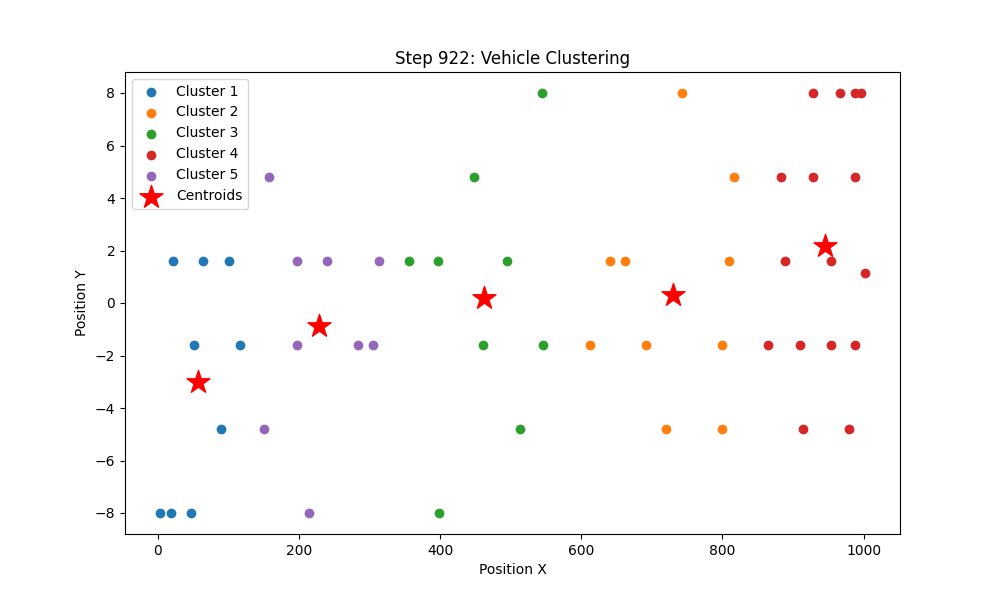 Step 922: Vehicle Clustering
Cluster 1
Cluster 2
Cluster 3
Cluster 4
Cluster 5
Centroids
8
6
4
2
0
−2
−4
−6
−8
Position Y
0 200 400 600 800 1000
Position X